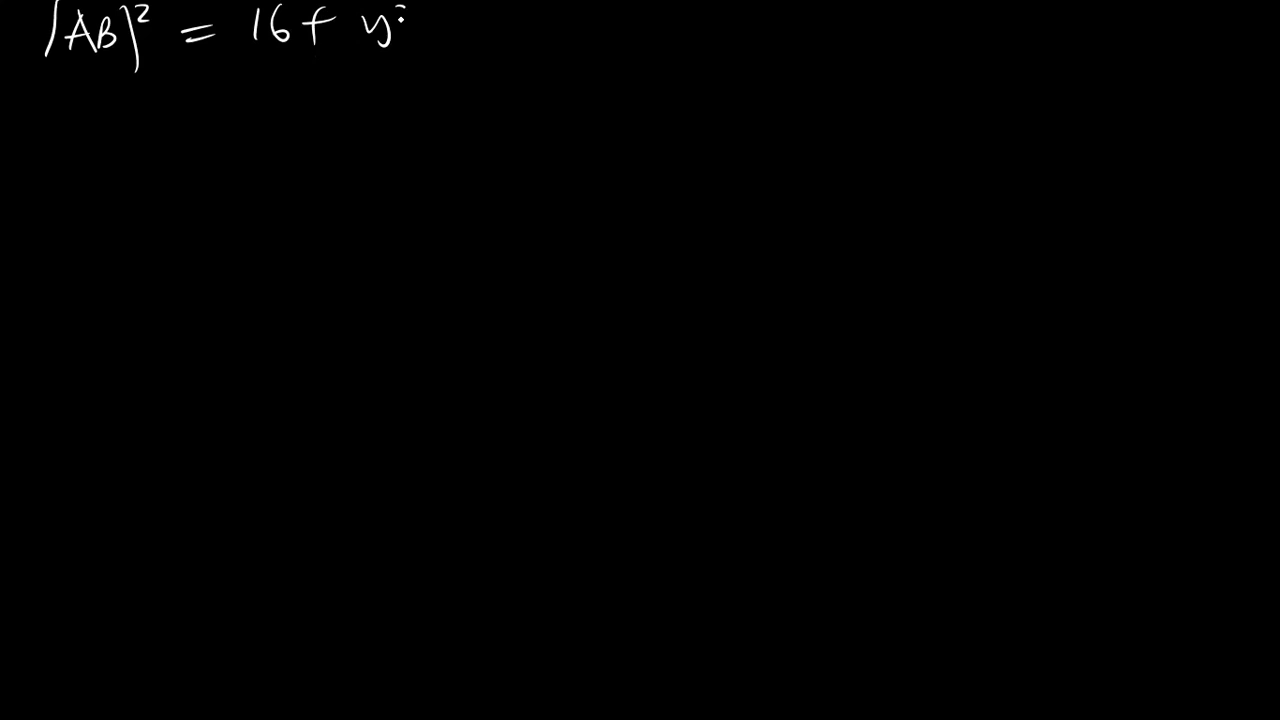 |AB|² = 16 + y²